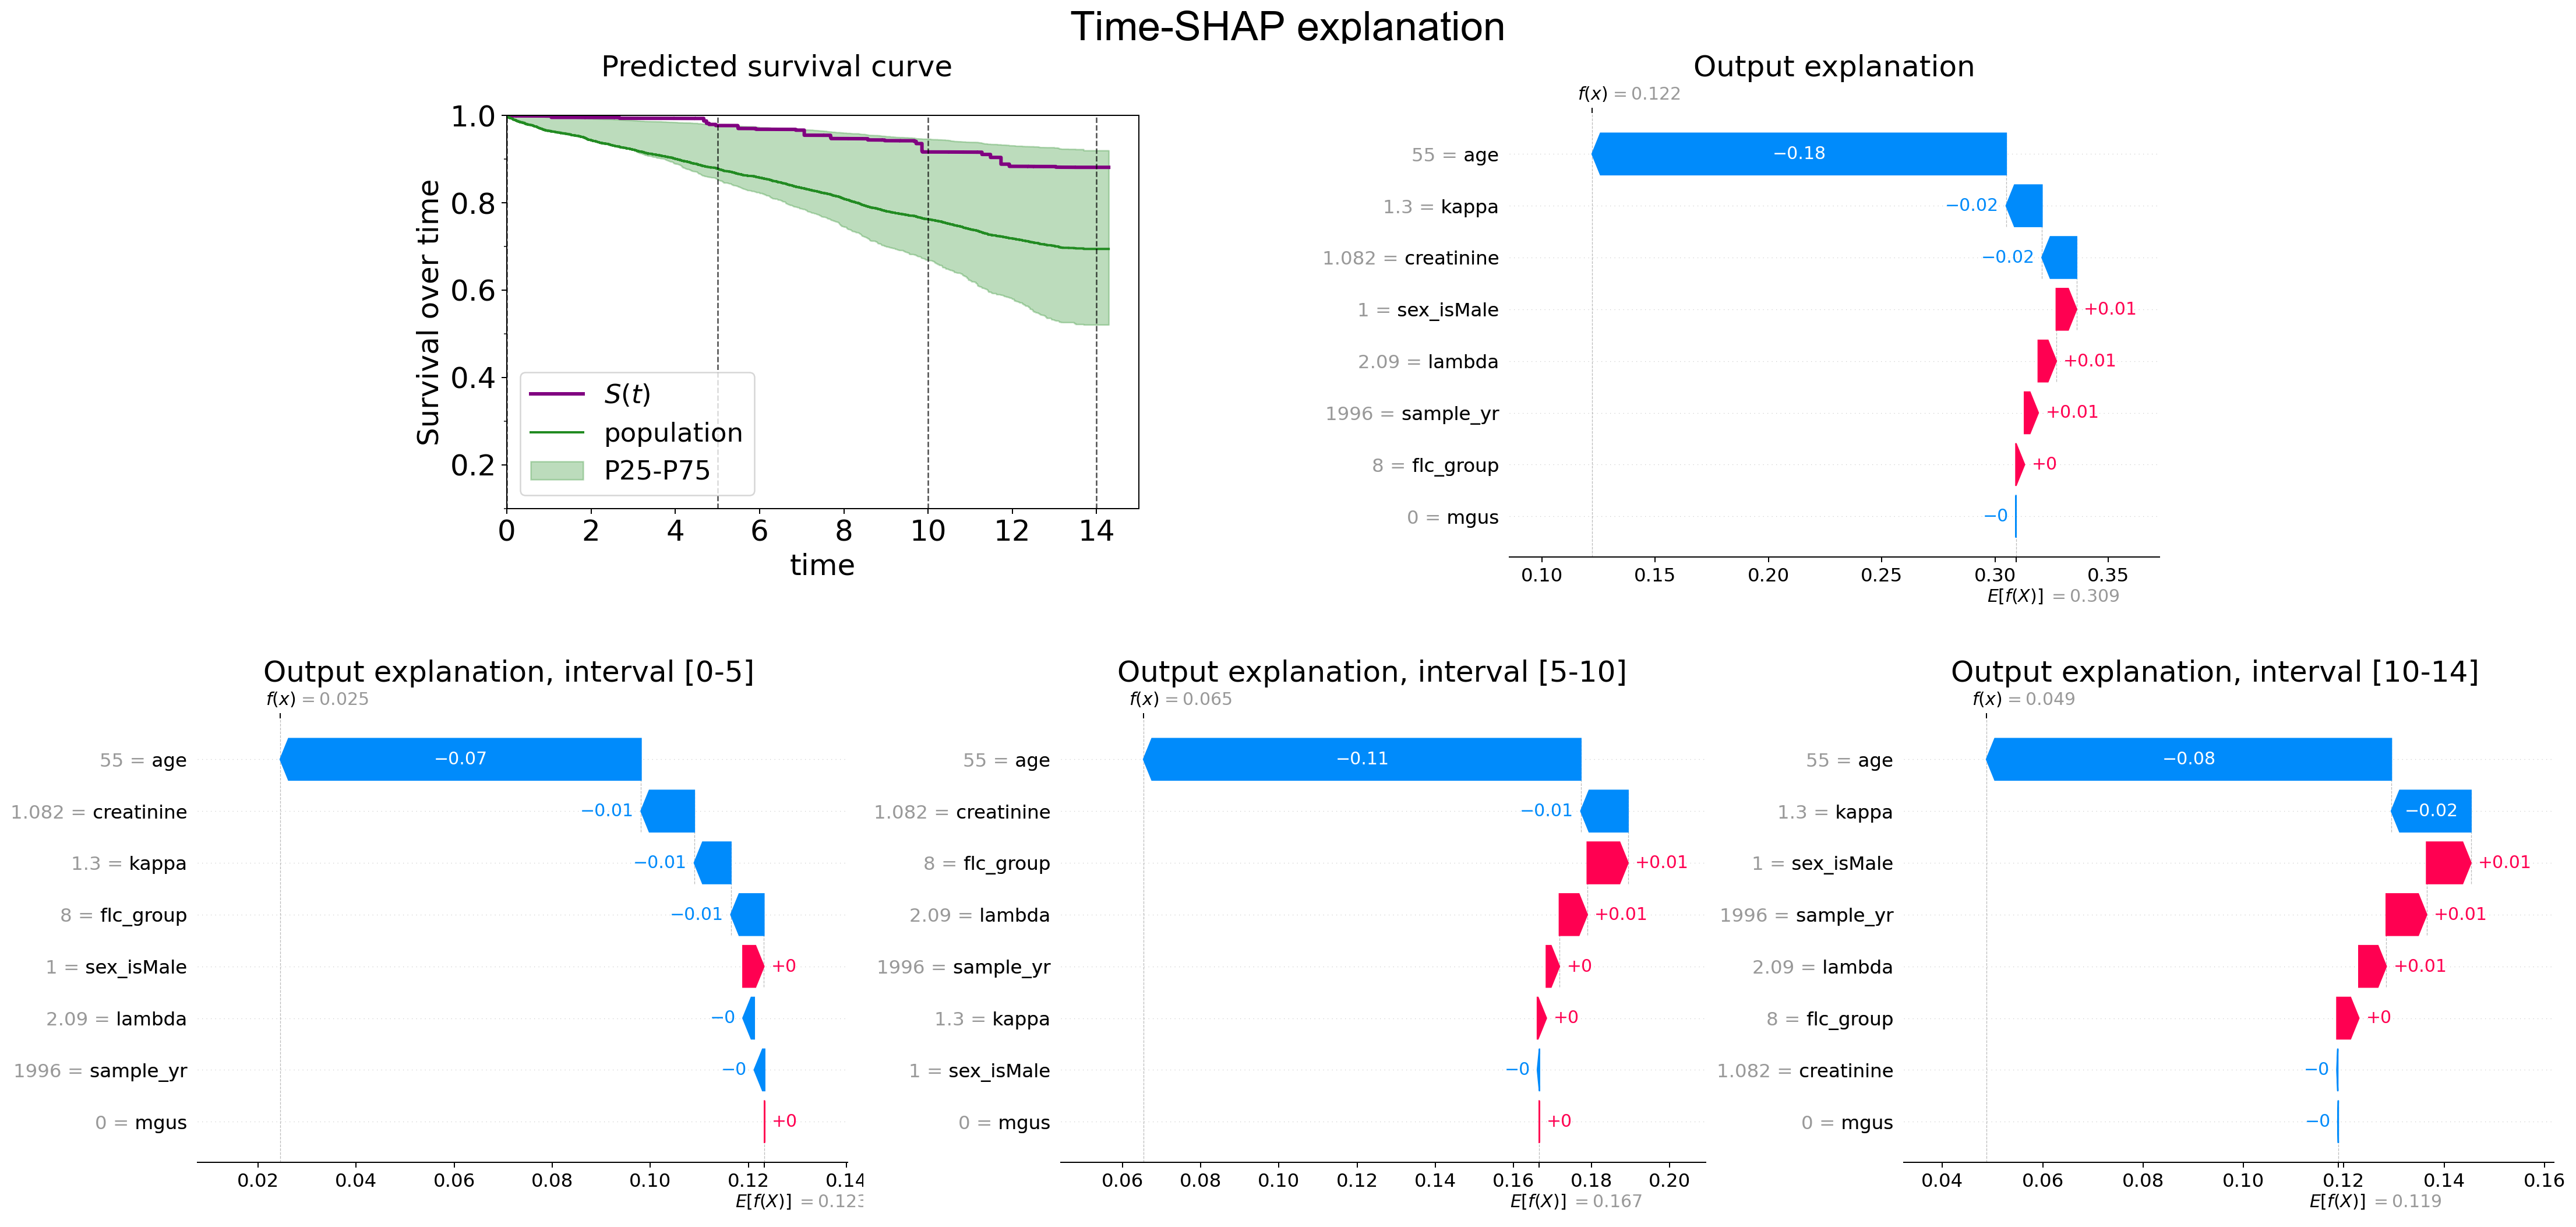 Time-SHAP explanation
Predicted survival curve
1.0
0.8
0.6
0.4
0.2
Survival over time
S(t)
population
P25-P75
0 2 4 6 8 10 12 14
time
Output explanation
f(x) = 0.122
55 = age −0.18
1.3 = kappa −0.02
1.082 = creatinine −0.02
1 = sex_isMale +0.01
2.09 = lambda +0.01
1996 = sample_yr +0.01
8 = flc_group +0
0 = mgus −0
0.10 0.15 0.20 0.25 0.30 0.35
E[f(X)] = 0.309
Output explanation, interval [0-5]
f(x) = 0.025
55 = age −0.07
1.082 = creatinine −0.01
1.3 = kappa −0.01
8 = flc_group −0.01
1 = sex_isMale +0
2.09 = lambda −0
1996 = sample_yr −0
0 = mgus +0
0.02 0.04 0.06 0.08 0.10 0.12 0.14
E[f(X)] = 0.123
Output explanation, interval [5-10]
f(x) = 0.065
55 = age −0.11
1.082 = creatinine −0.01
8 = flc_group +0.01
2.09 = lambda +0.01
1996 = sample_yr +0
1.3 = kappa +0
1 = sex_isMale −0
0 = mgus +0
0.06 0.08 0.10 0.12 0.14 0.16 0.18 0.20
E[f(X)] = 0.167
Output explanation, interval [10-14]
f(x) = 0.049
55 = age −0.08
1.3 = kappa −0.02
1 = sex_isMale +0.01
1996 = sample_yr +0.01
2.09 = lambda +0.01
8 = flc_group +0
1.082 = creatinine −0
0 = mgus −0
0.04 0.06 0.08 0.10 0.12 0.14 0.16
E[f(X)] = 0.119